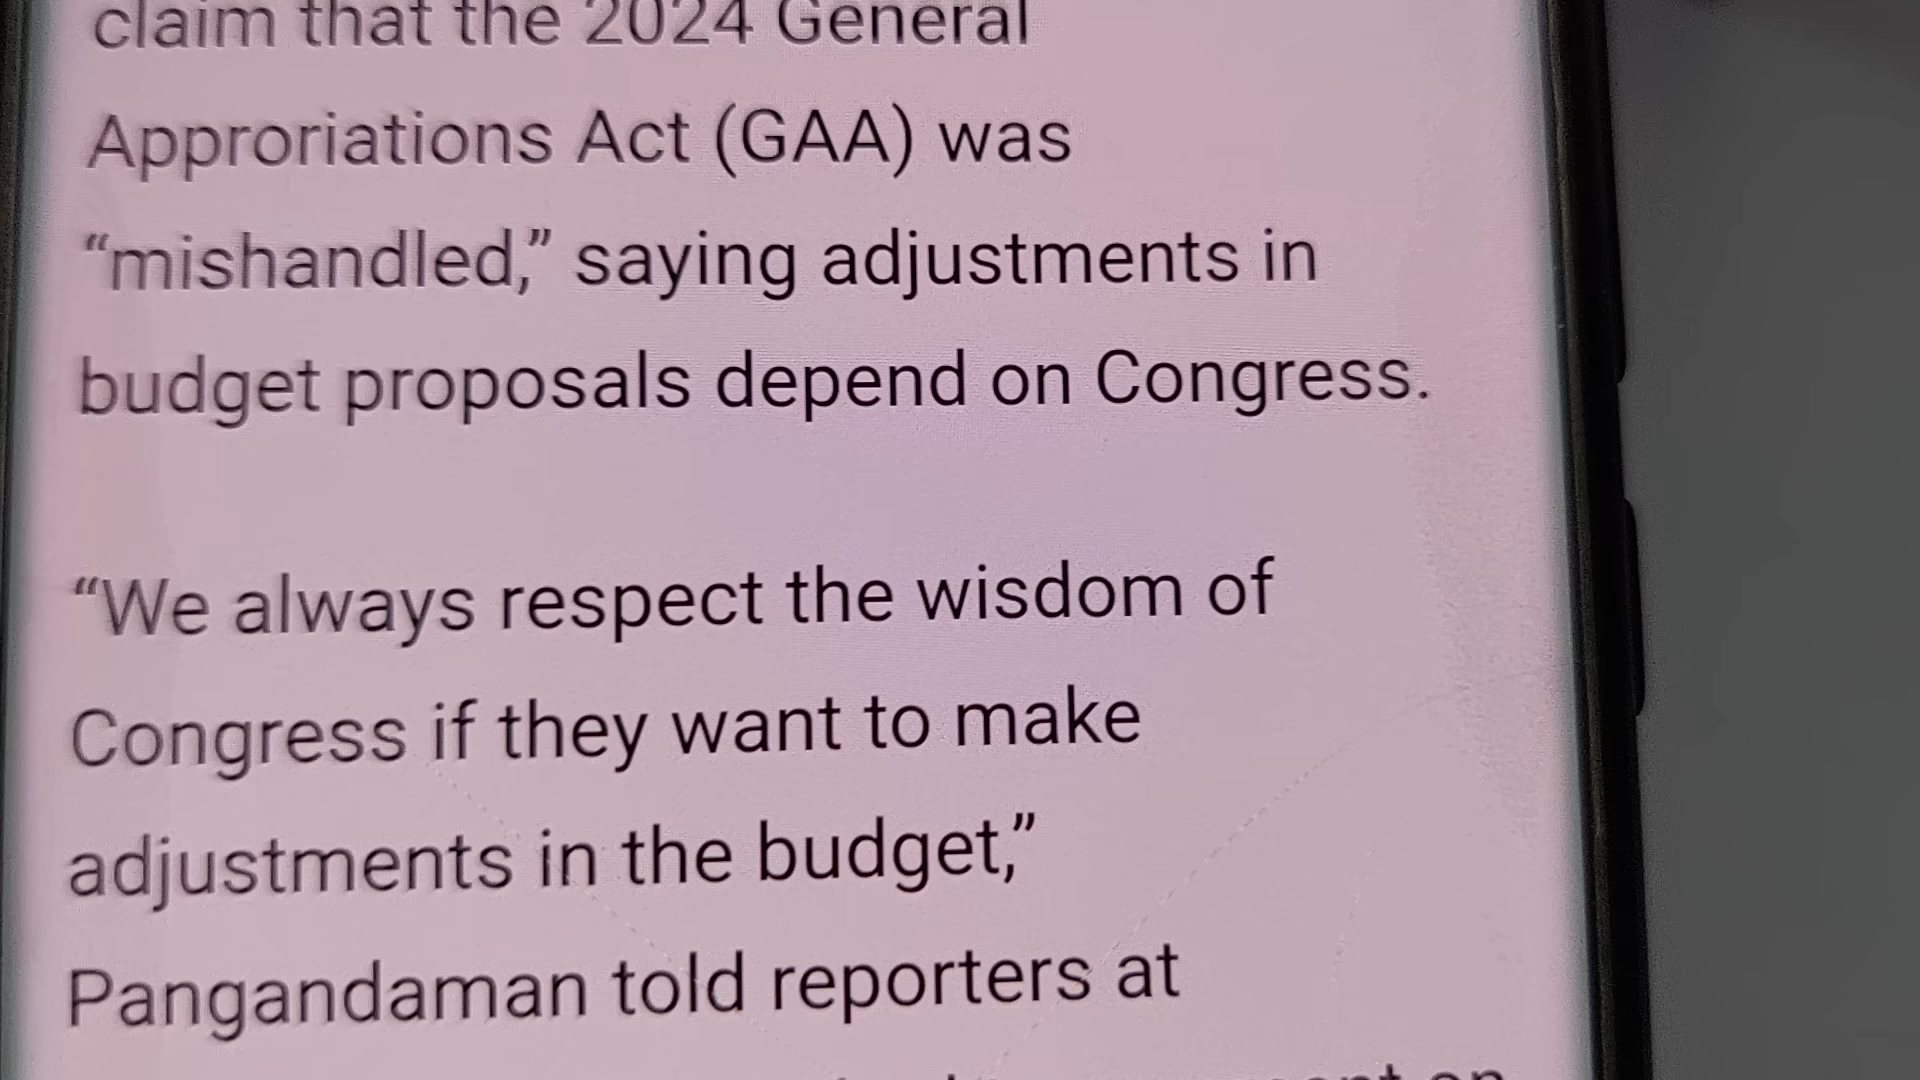 claim that the 2024 General
Approriations Act (GAA) was
“mishandled,” saying adjustments in
budget proposals depend on Congress.
“We always respect the wisdom of
Congress if they want to make
adjustments in the budget,”
Pangandaman told reporters at